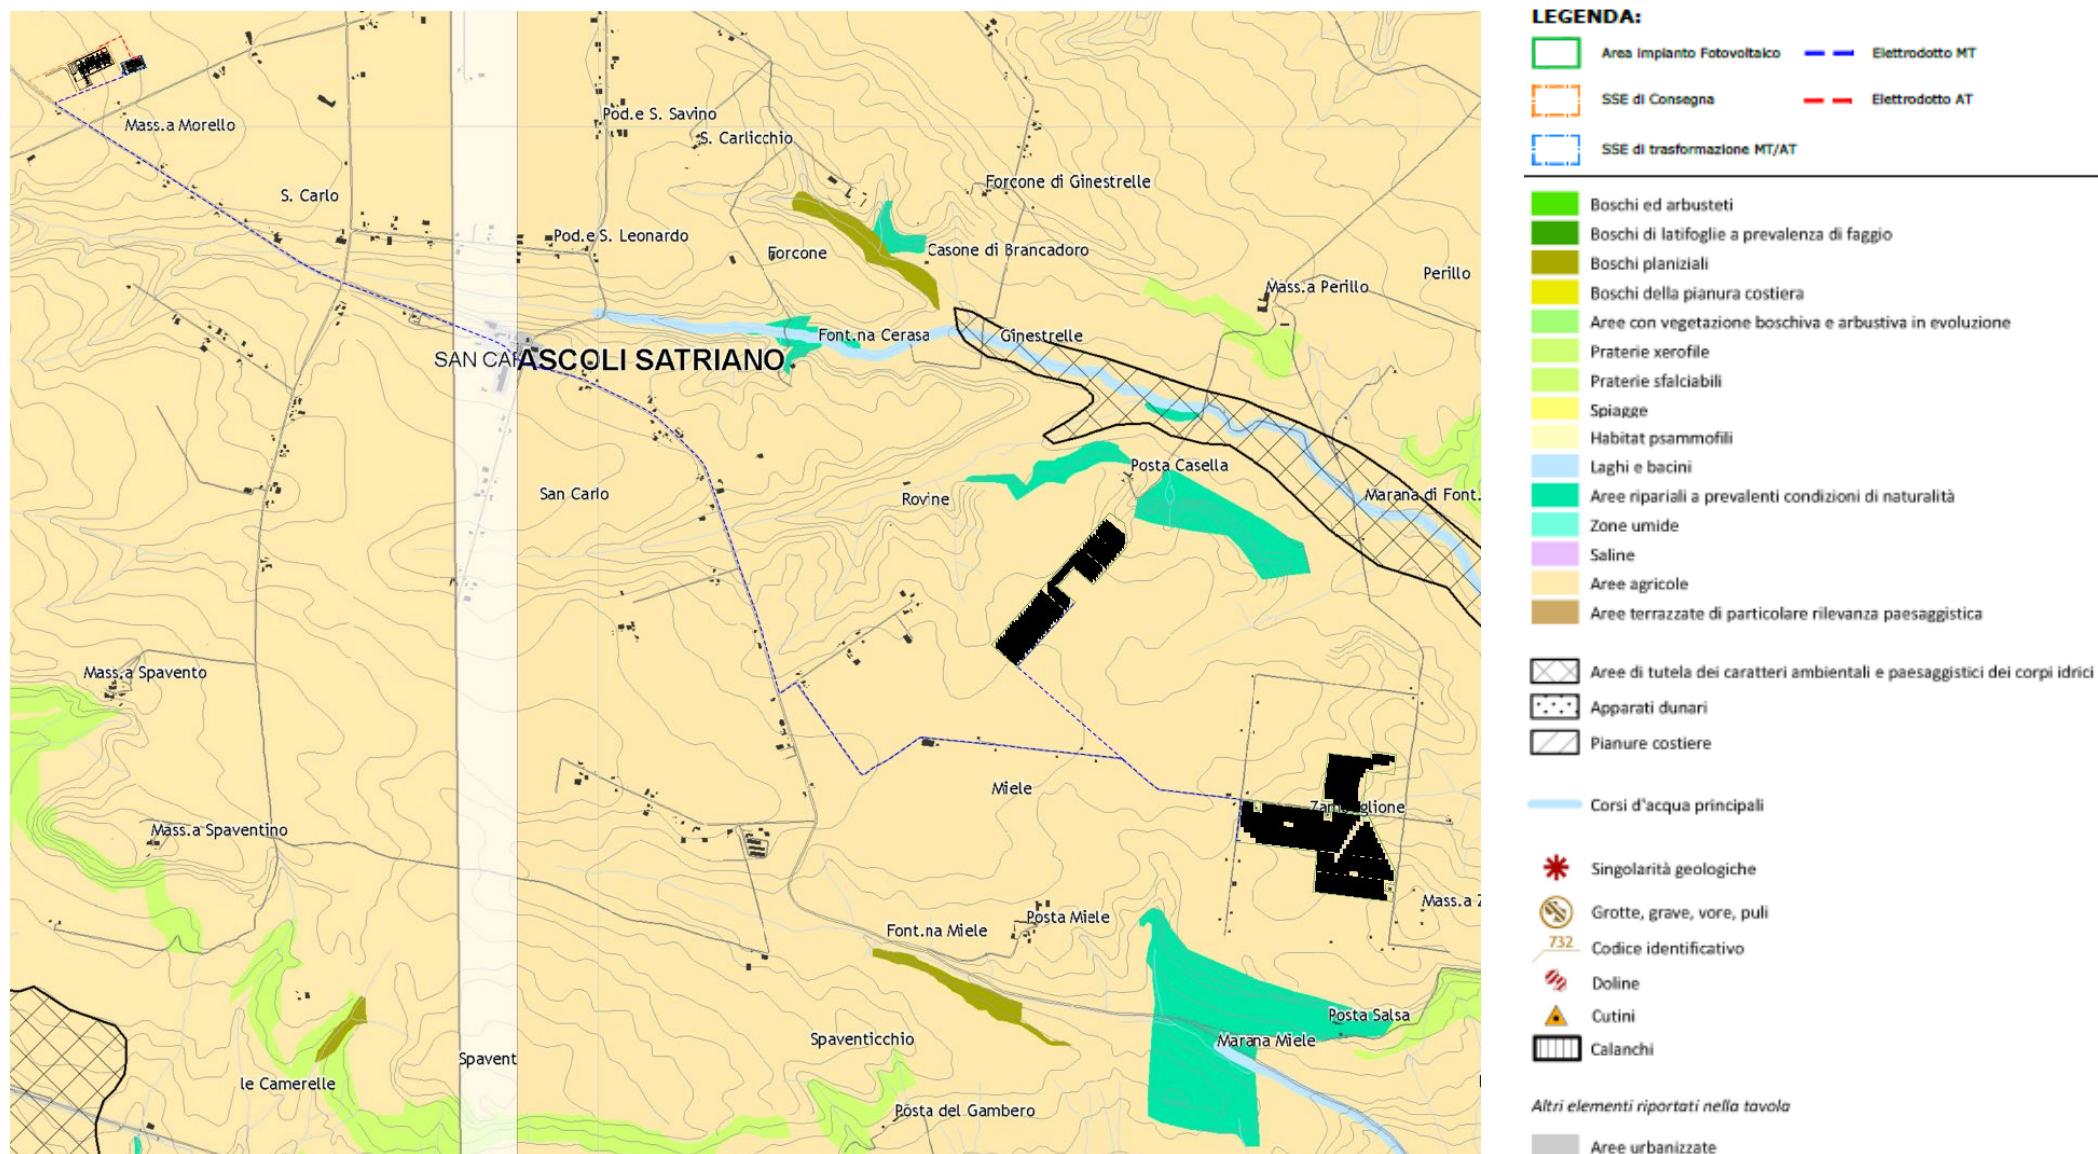 Mass.a Morello
Pod.e S. Savino
S. Carlicchio
S. Carlo
Forcone di Ginestrelle
Pod.e S. Leonardo
Forcone
Casone di Brancadoro
Perillo
Mass.a Perillo
Font.na Cerasa
Ginestrelle
SAN CAR
ASCOLI SATRIANO
Posta Casella
San Carlo
Rovine
Marana di Font.
Mass.a Spavento
Miele
Mass.a Spaventino
Mass.a
Posta Miele
Font.na Miele
Posta Salsa
Spaventicchio
Marana Miele
Spavent
le Camerelle
Posta del Gambero
LEGENDA:
Area Impianto Fotovoltaico
Elettrodotto MT
SSE di Consegna
Elettrodotto AT
SSE di trasformazione MT/AT
Boschi ed arbusteti
Boschi di latifoglie a prevalenza di faggio
Boschi planiziali
Boschi della pianura costiera
Aree con vegetazione boschiva e arbustiva in evoluzione
Praterie xerofile
Praterie sfalciabili
Spiagge
Habitat psammofili
Laghi e bacini
Aree ripariali a prevalenti condizioni di naturalità
Zone umide
Saline
Aree agricole
Aree terrazzate di particolare rilevanza paesaggistica
Aree di tutela dei caratteri ambientali e paesaggistici dei corpi idrici
Apparati dunari
Pianure costiere
Corsi d'acqua principali
Singolarità geologiche
Grotte, grave, vore, puli
732
Codice identificativo
Doline
Cutini
Calanchi
Altri elementi riportati nella tavola
Aree urbanizzate